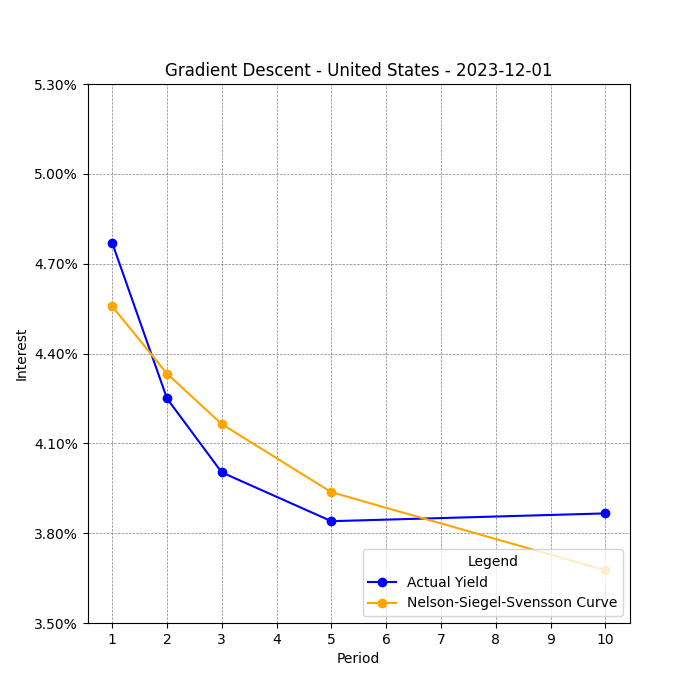 Gradient Descent - United States - 2023-12-01
5.30%
5.00%
4.70%
4.40%
4.10%
3.80%
3.50%
Interest
1 2 3 4 5 6 7 8 9 10
Period
Legend
Actual Yield
Nelson-Siegel-Svensson Curve